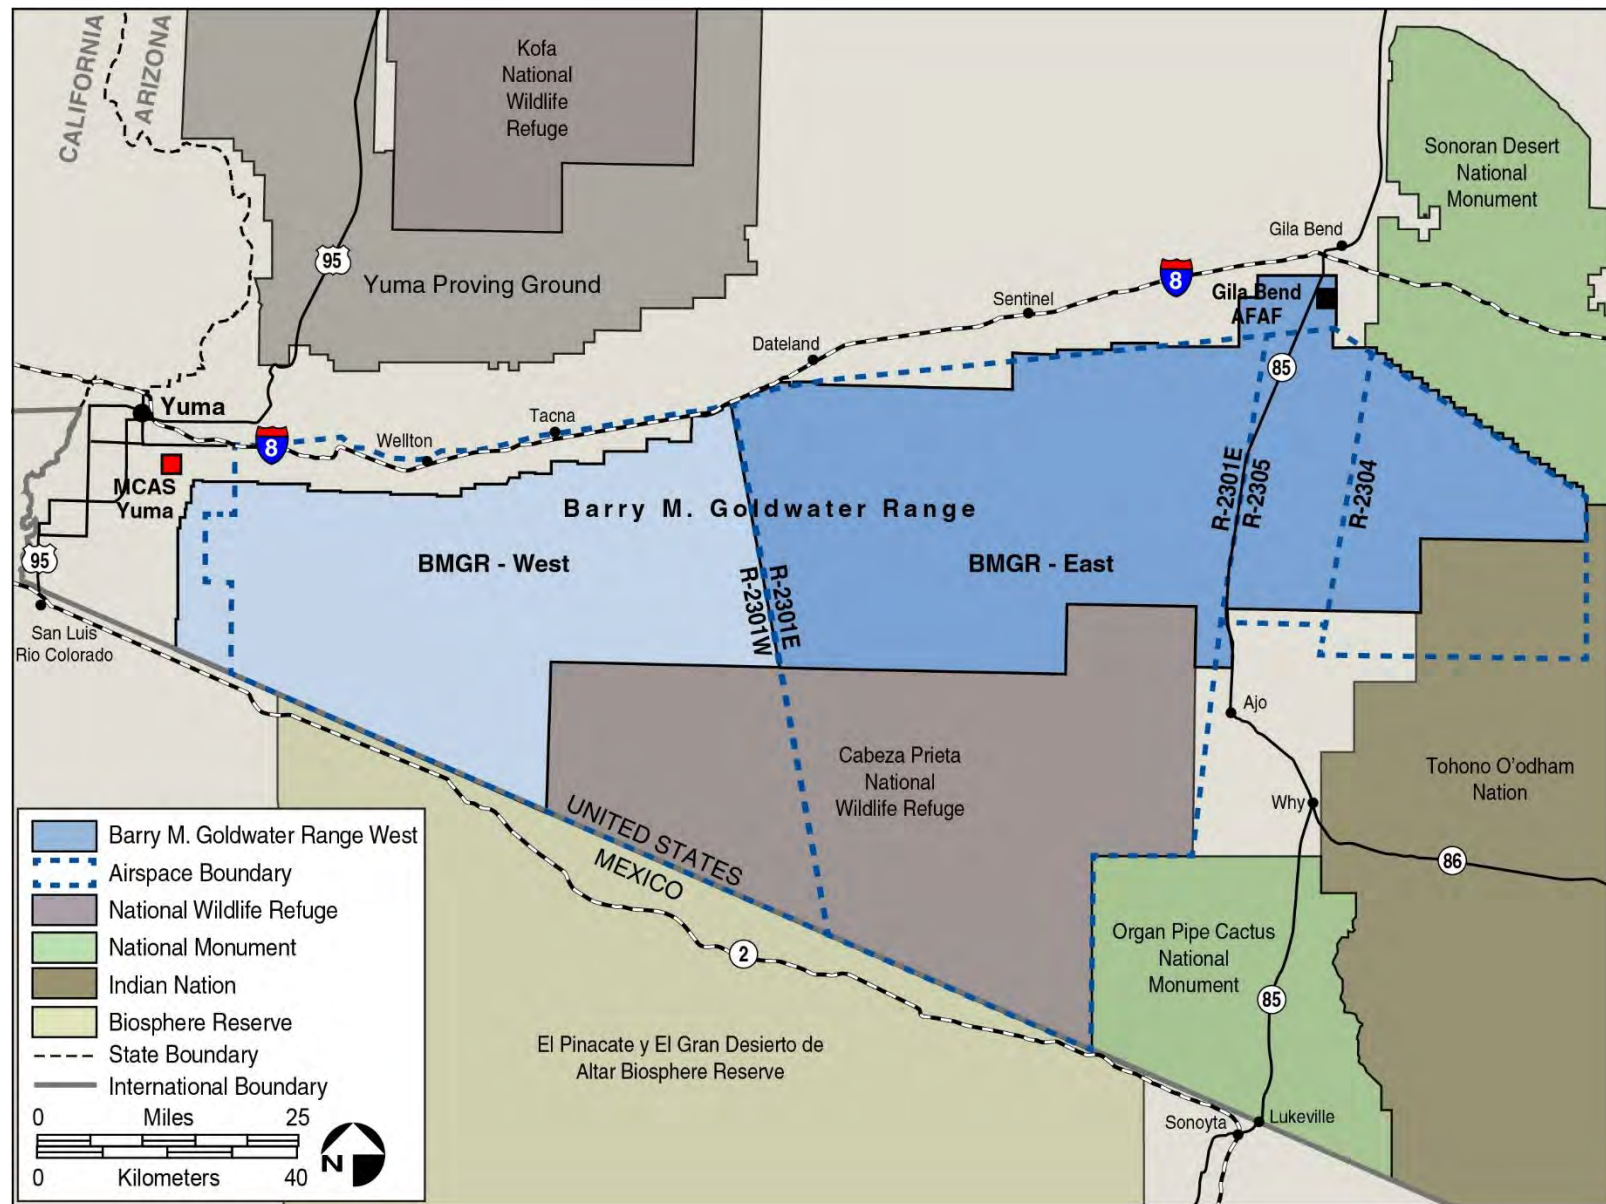 CALIFORNIA
ARIZONA
Kofa
National
Wildlife
Refuge
Sonoran Desert
National
Monument
95
Yuma Proving Ground
Gila Bend
8
Gila Bend
AFAF
Sentinel
Dateland
85
Yuma
Tacna
8
Wellton
MCAS
Yuma
R-2301E
R-2305
R-2304
Barry M. Goldwater Range
95
BMGR - West
BMGR - East
R-2301E
R-2301W
San Luis
Rio Colorado
Ajo
Cabeza Prieta
National
Wildlife Refuge
Tohono O'odham
Nation
Why
UNITED STATES
MEXICO
86
Organ Pipe Cactus
National
Monument
2
85
El Pinacate y El Gran Desierto de
Altar Biosphere Reserve
Sonoyta
Lukeville
Barry M. Goldwater Range West
Airspace Boundary
National Wildlife Refuge
National Monument
Indian Nation
Biosphere Reserve
State Boundary
International Boundary
0 Miles 25
0 Kilometers 40
N